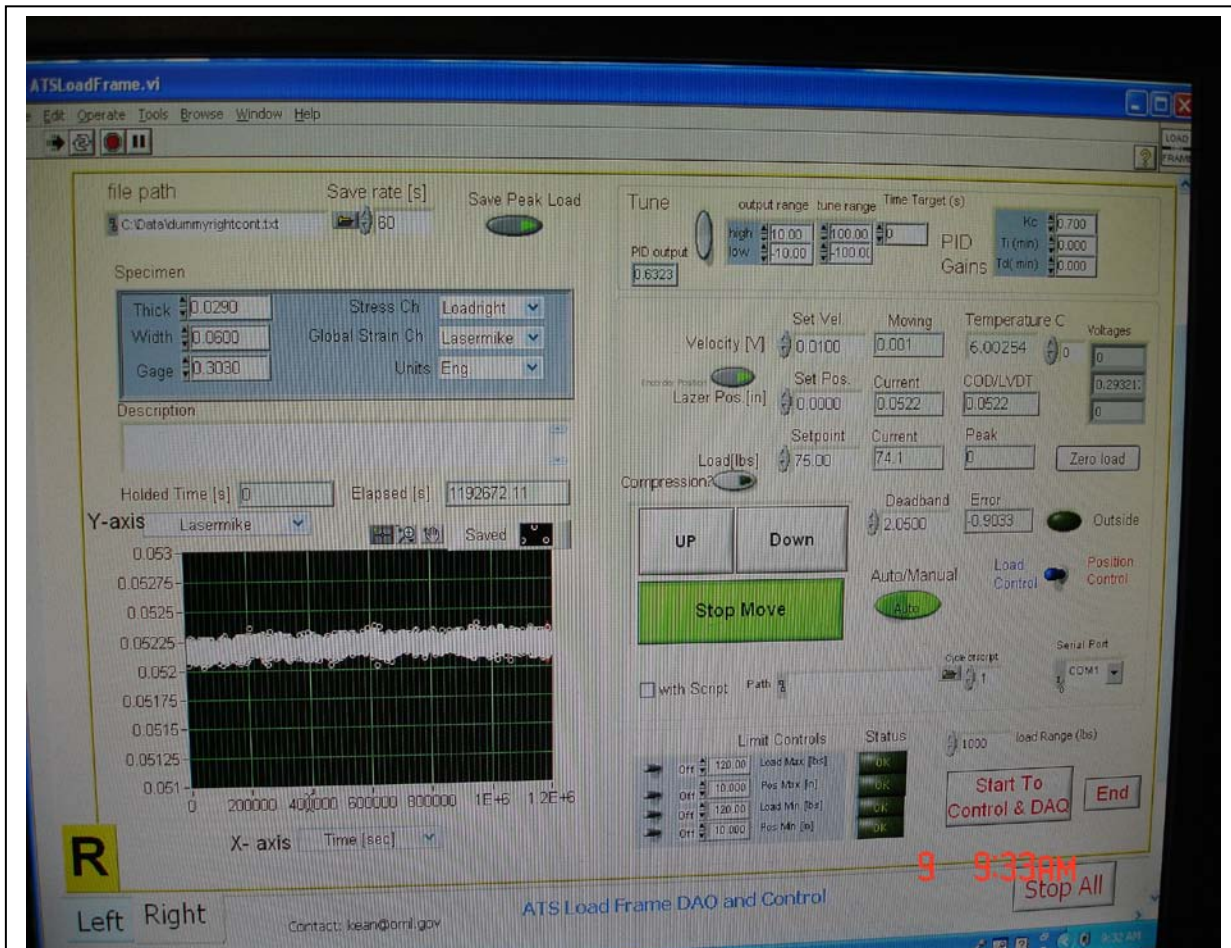 ATSLoadFrame.vi
Edit Operate Tools Browse Window Help
LOAD
FRAME
file path
C:\Data\dummyrightcont.txt
Save rate [s]
60
Save Peak Load
Specimen
Thick 0.0290
Width 0.0600
Gage 0.3030
Stress Ch Loadright
Global Strain Ch Lasermike
Units Eng.
Description
Holded Time [s] 0
Elapsed [s] 1192672.11
Y-axis Lasermike
Saved
0.053
0.05275
0.0525
0.05225
0.052
0.05175
0.0515
0.05125
0.051
0 200000 400000 600000 800000 1E+6 1.2E+6
X- axis Time [sec]
R
Left Right
Contact: kean@ornl.gov
ATS Load Frame DAQ and Control
Tune
output range tune range Time Target (s)
high 10.00 100.00 0
low -10.00 -100.00
PID output
0.6323
PID
Gains
Kc 0.700
Ti (min) 0.000
Td( min) 0.000
Set Vel. Moving Temperature C Voltages
Velocity [V] 0.0100 0.001 6.00254 0
0
0.29321
0
Encoder Position
Set Pos. Current COD/LVDT
Lazer Pos.[in] 0.0000 0.0522 0.0522
Setpoint Current Peak
Load[lbs] 75.00 74.1 0 Zero load
Compression?
UP Down
Stop Move
Deadband Error
2.0500 -0.9033 Outside
Auto/Manual
Auto
Load
Control
Position
Control
with Script Path
Cycle of script
1
Serial Port
COM1
Limit Controls Status
Off 120.00 Load Max [lbs] OK
Off 10.000 Pos Max [in] OK
Off 120.00 Load Min [lbs] OK
Off 10.000 Pos Min [in] OK
1000 load Range (lbs)
Start To
Control & DAQ
End
9 9:33AM
Stop All
9:32 AM